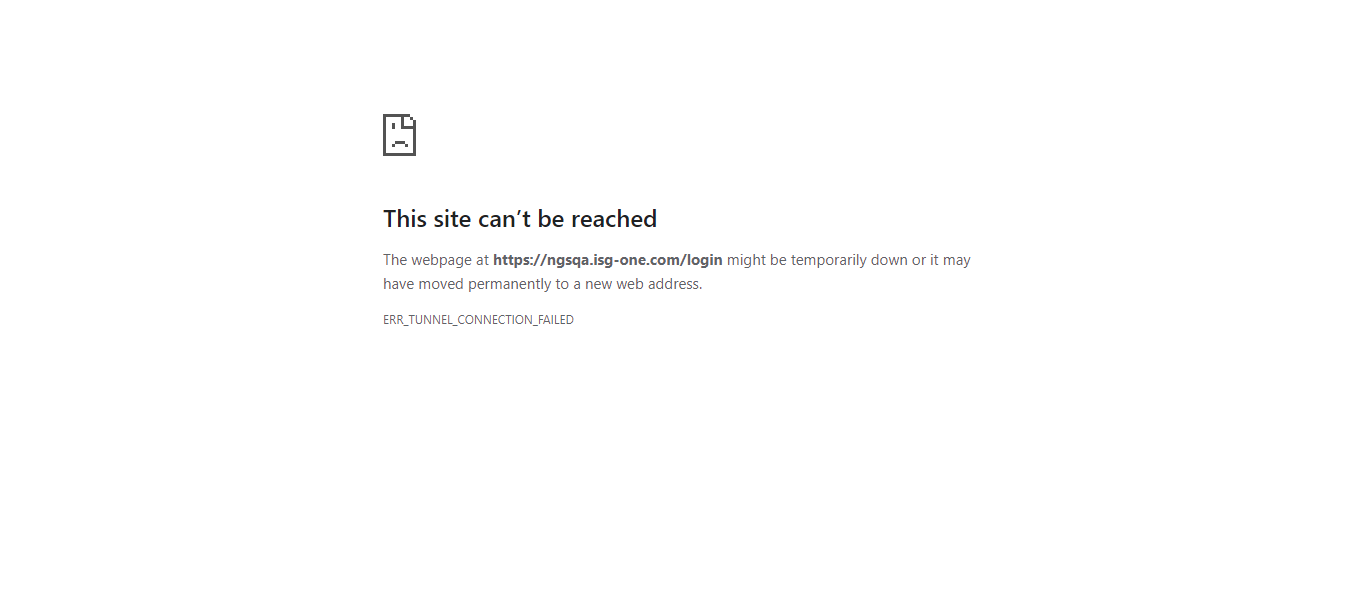 This site can’t be reached
The webpage at https://ngsqa.isg-one.com/login might be temporarily down or it may
have moved permanently to a new web address.
ERR_TUNNEL_CONNECTION_FAILED